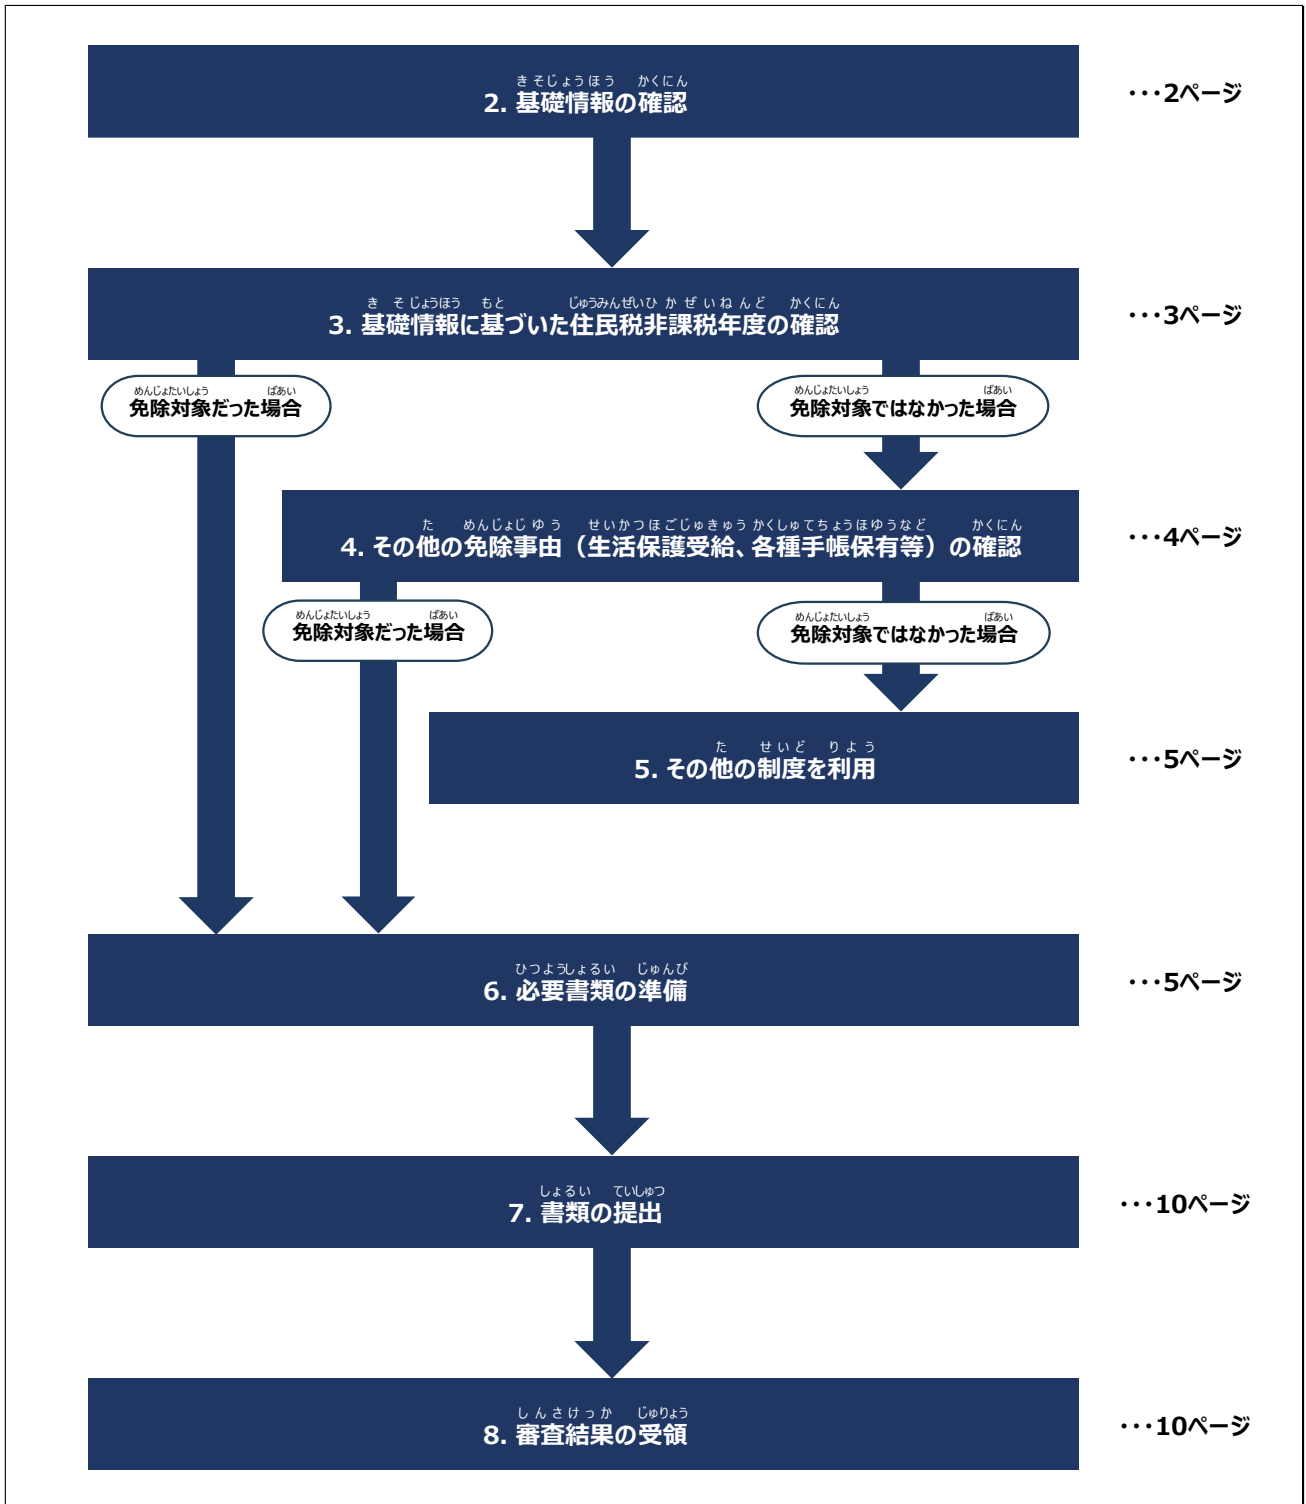 きそじょうほう かくにん
2. 基礎情報の確認
・・・2ページ
きそじょうほう もと じゅうみんぜいひかぜいねんど かくにん
3. 基礎情報に基づいた住民税非課税年度の確認
・・・3ページ
めんじょたいしょう ばあい
免除対象だった場合
めんじょたいしょう ばあい
免除対象ではなかった場合
た めんじょじゆう せいかつほごじゅきゅう かくしゅてちょうほゆうなど かくにん
4. その他の免除事由（生活保護受給、各種手帳保有等）の確認
・・・4ページ
めんじょたいしょう ばあい
免除対象だった場合
めんじょたいしょう ばあい
免除対象ではなかった場合
た せいど りよう
5. その他の制度を利用
・・・5ページ
ひつようしょるい じゅんび
6. 必要書類の準備
・・・5ページ
しょるい ていしゅつ
7. 書類の提出
・・・10ページ
しんさけっか じゅりょう
8. 審査結果の受領
・・・10ページ